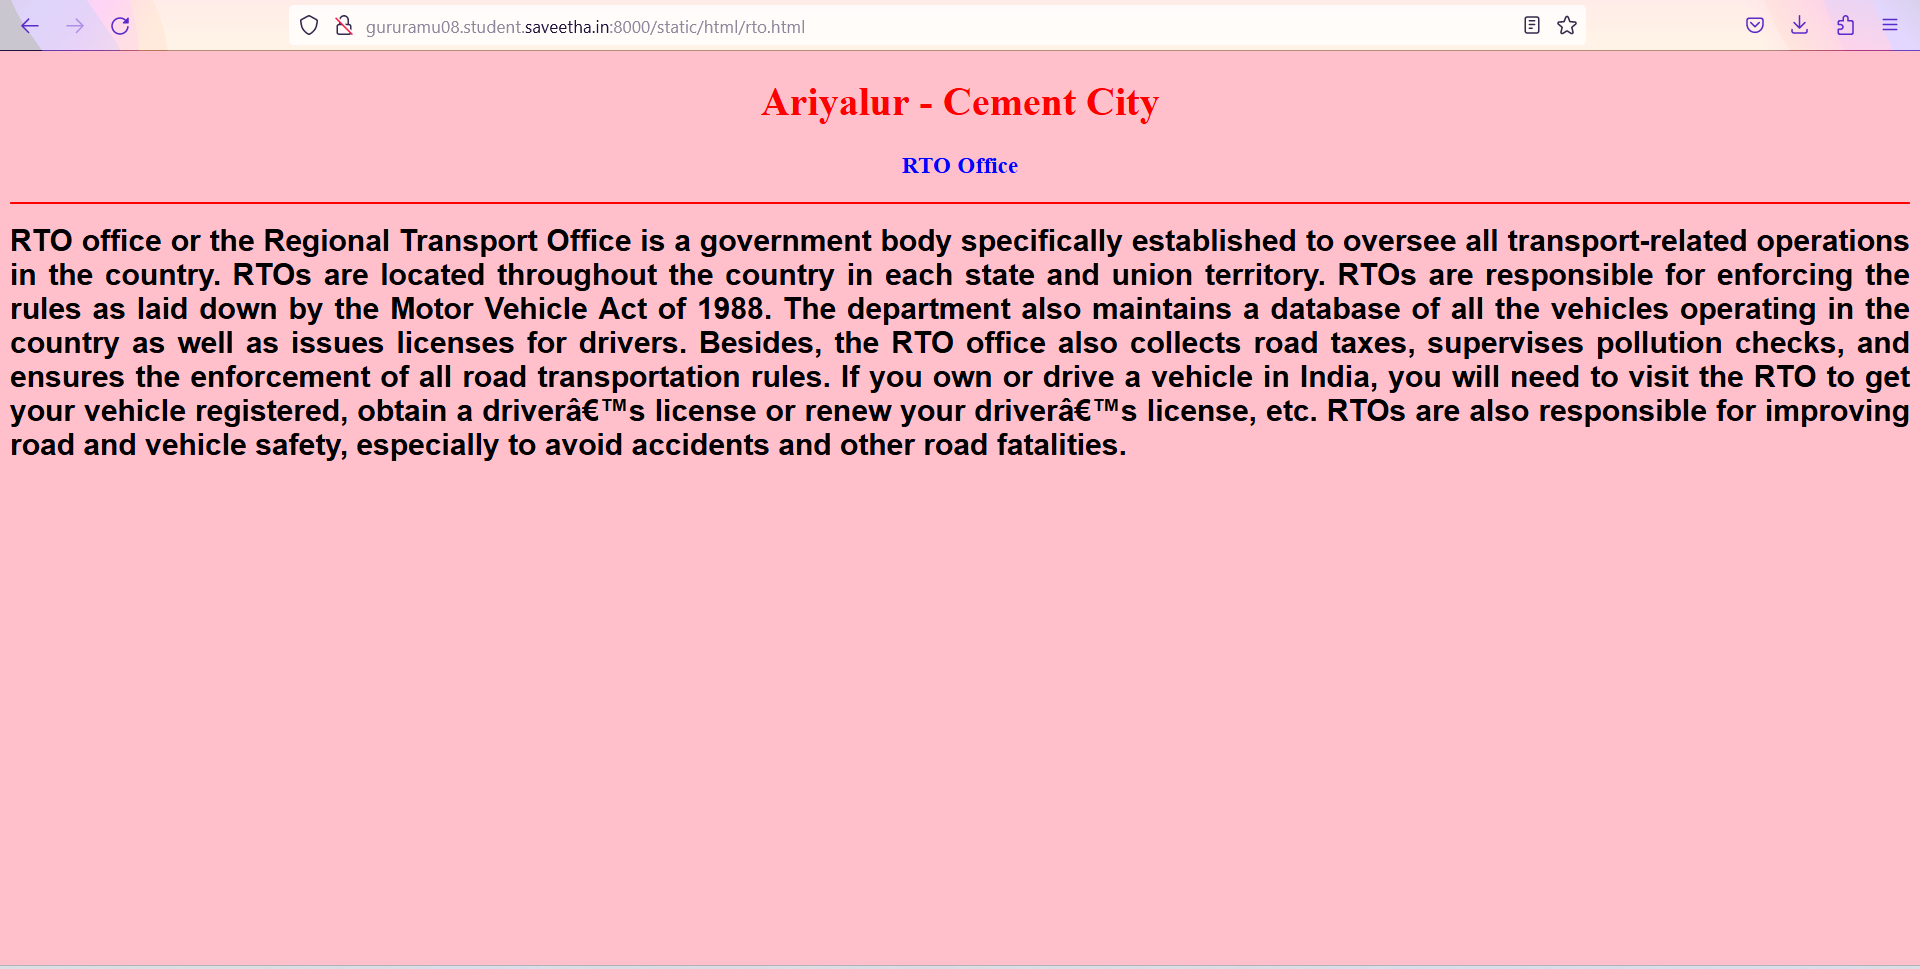 gururamu08.student.saveetha.in:8000/static/html/rto.html
Ariyalur - Cement City
RTO Office
RTO office or the Regional Transport Office is a government body specifically established to oversee all transport-related operations
in the country. RTOs are located throughout the country in each state and union territory. RTOs are responsible for enforcing the
rules as laid down by the Motor Vehicle Act of 1988. The department also maintains a database of all the vehicles operating in the
country as well as issues licenses for drivers. Besides, the RTO office also collects road taxes, supervises pollution checks, and
ensures the enforcement of all road transportation rules. If you own or drive a vehicle in India, you will need to visit the RTO to get
your vehicle registered, obtain a driverâ€™s license or renew your driverâ€™s license, etc. RTOs are also responsible for improving
road and vehicle safety, especially to avoid accidents and other road fatalities.